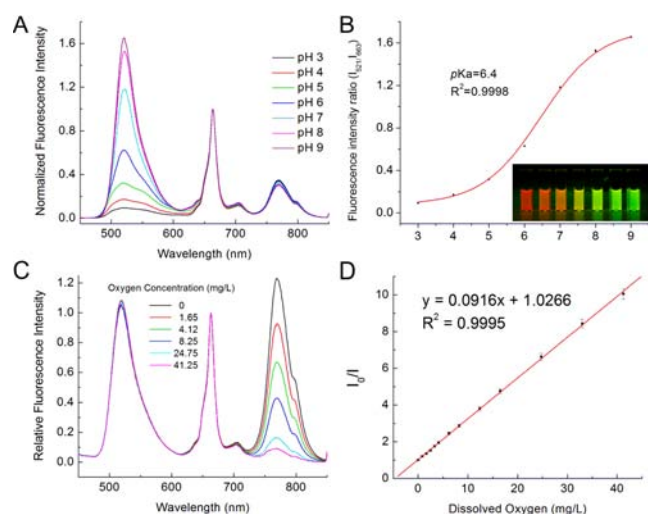 A
Normalized Fluorescence Intensity
1.6
1.2
0.8
0.4
0.0
pH 3
pH 4
pH 5
pH 6
pH 7
pH 8
pH 9
500 600 700 800
Wavelength (nm)
B
Fluorescence intensity ratio (I521/I663)
1.6
1.2
0.8
0.4
0.0
pKa=6.4
R2=0.9998
3 4 5 6 7 8 9
Wavelength (nm)
C
Relative Fluorescence Intensity
1.2
1.0
0.8
0.6
0.4
0.2
0.0
Oxygen Concentration (mg/L)
0
1.65
4.12
8.25
24.75
41.25
500 600 700 800
Wavelength (nm)
D
I0/I
10
8
6
4
2
0
y = 0.0916x + 1.0266
R2 = 0.9995
0 10 20 30 40
Dissolved Oxygen (mg/L)